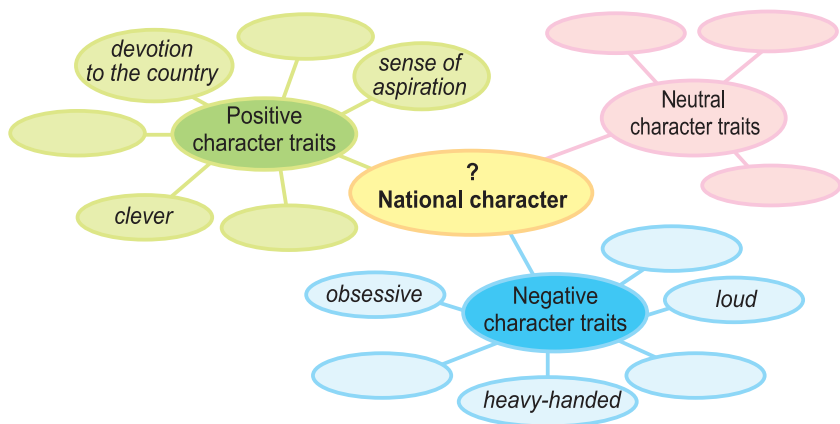 devotion
to the country
sense of
aspiration
Positive
character traits
clever
Neutral
character traits
?
National character
obsessive
Negative
character traits
loud
heavy-handed